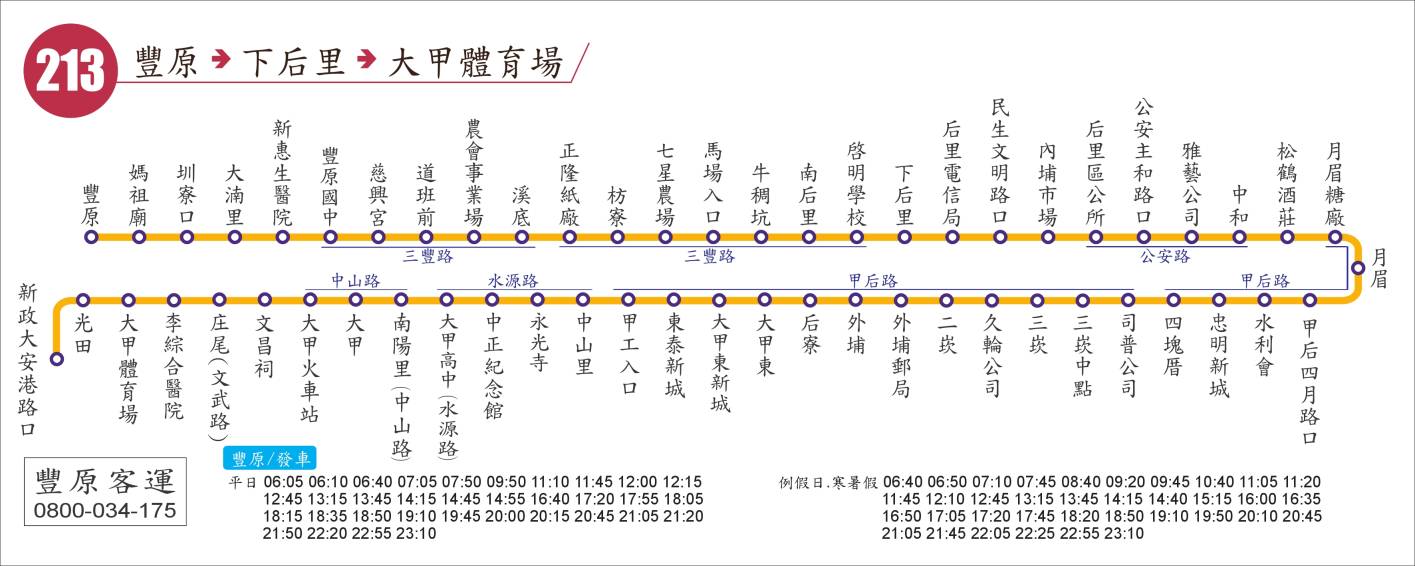 213
豐原➔下后里➔大甲體育場
豐原
媽祖廟
圳寮口
大湳里
新惠生醫院
豐原國中
慈興宮
道班前
農會事業場
溪底
正隆紙廠
枋寮
七星農場
馬場入口
牛稠坑
南后里
啓明學校
下后里
后里電信局
民生文明路口
內埔市場
后里區公所
公安主和路口
雅藝公司
中和
松鶴酒莊
月眉糖廠
三豐路
三豐路
公安路
月眉
中山路
水源路
甲后路
甲后路
新政大安港路口
光田
大甲體育場
李綜合醫院
庄尾(文武路)
文昌祠
大甲火車站
大甲
南陽里(中山路)
大甲高中(水源路)
中正紀念館
永光寺
中山里
甲工入口
東泰新城
大甲東新城
大甲東
后寮
外埔
外埔郵局
二崁
久輪公司
三崁
三崁中點
司普公司
四塊厝
忠明新城
水利會
甲后四月路口
豐原客運
0800-034-175
豐原/發車
平日 06:05 06:10 06:40 07:05 07:50 09:50 11:10 11:45 12:00 12:15
12:45 13:15 13:45 14:15 14:45 14:55 16:40 17:20 17:55 18:05
18:15 18:35 18:50 19:10 19:45 20:00 20:15 20:45 21:05 21:20
21:50 22:20 22:55 23:10
例假日.寒暑假 06:40 06:50 07:10 07:45 08:40 09:20 09:45 10:40 11:05 11:20
11:45 12:10 12:45 13:15 13:45 14:15 14:40 15:15 16:00 16:35
16:50 17:05 17:20 17:45 18:20 18:50 19:10 19:50 20:10 20:45
21:05 21:45 22:05 22:25 22:55 23:10